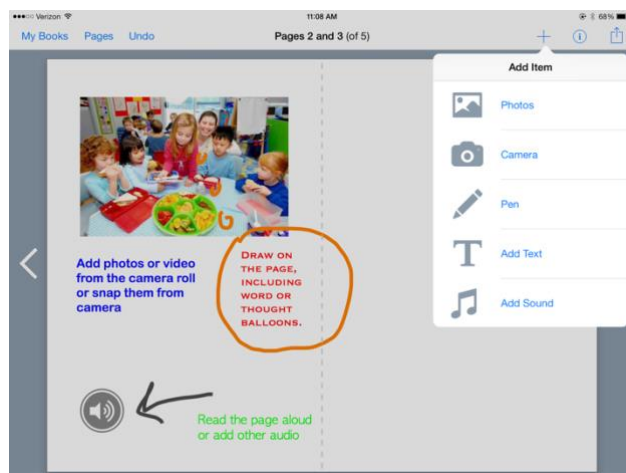 Verizon 11:08 AM 68%
My Books Pages Undo Pages 2 and 3 (of 5)
Add Item
Photos
Camera
Pen
Add Text
Add Sound
Add photos or video
from the camera roll
or snap them from
camera
DRAW ON
THE PAGE,
INCLUDING
WORD OR
THOUGHT
BALLOONS.
Read the page aloud
or add other audio